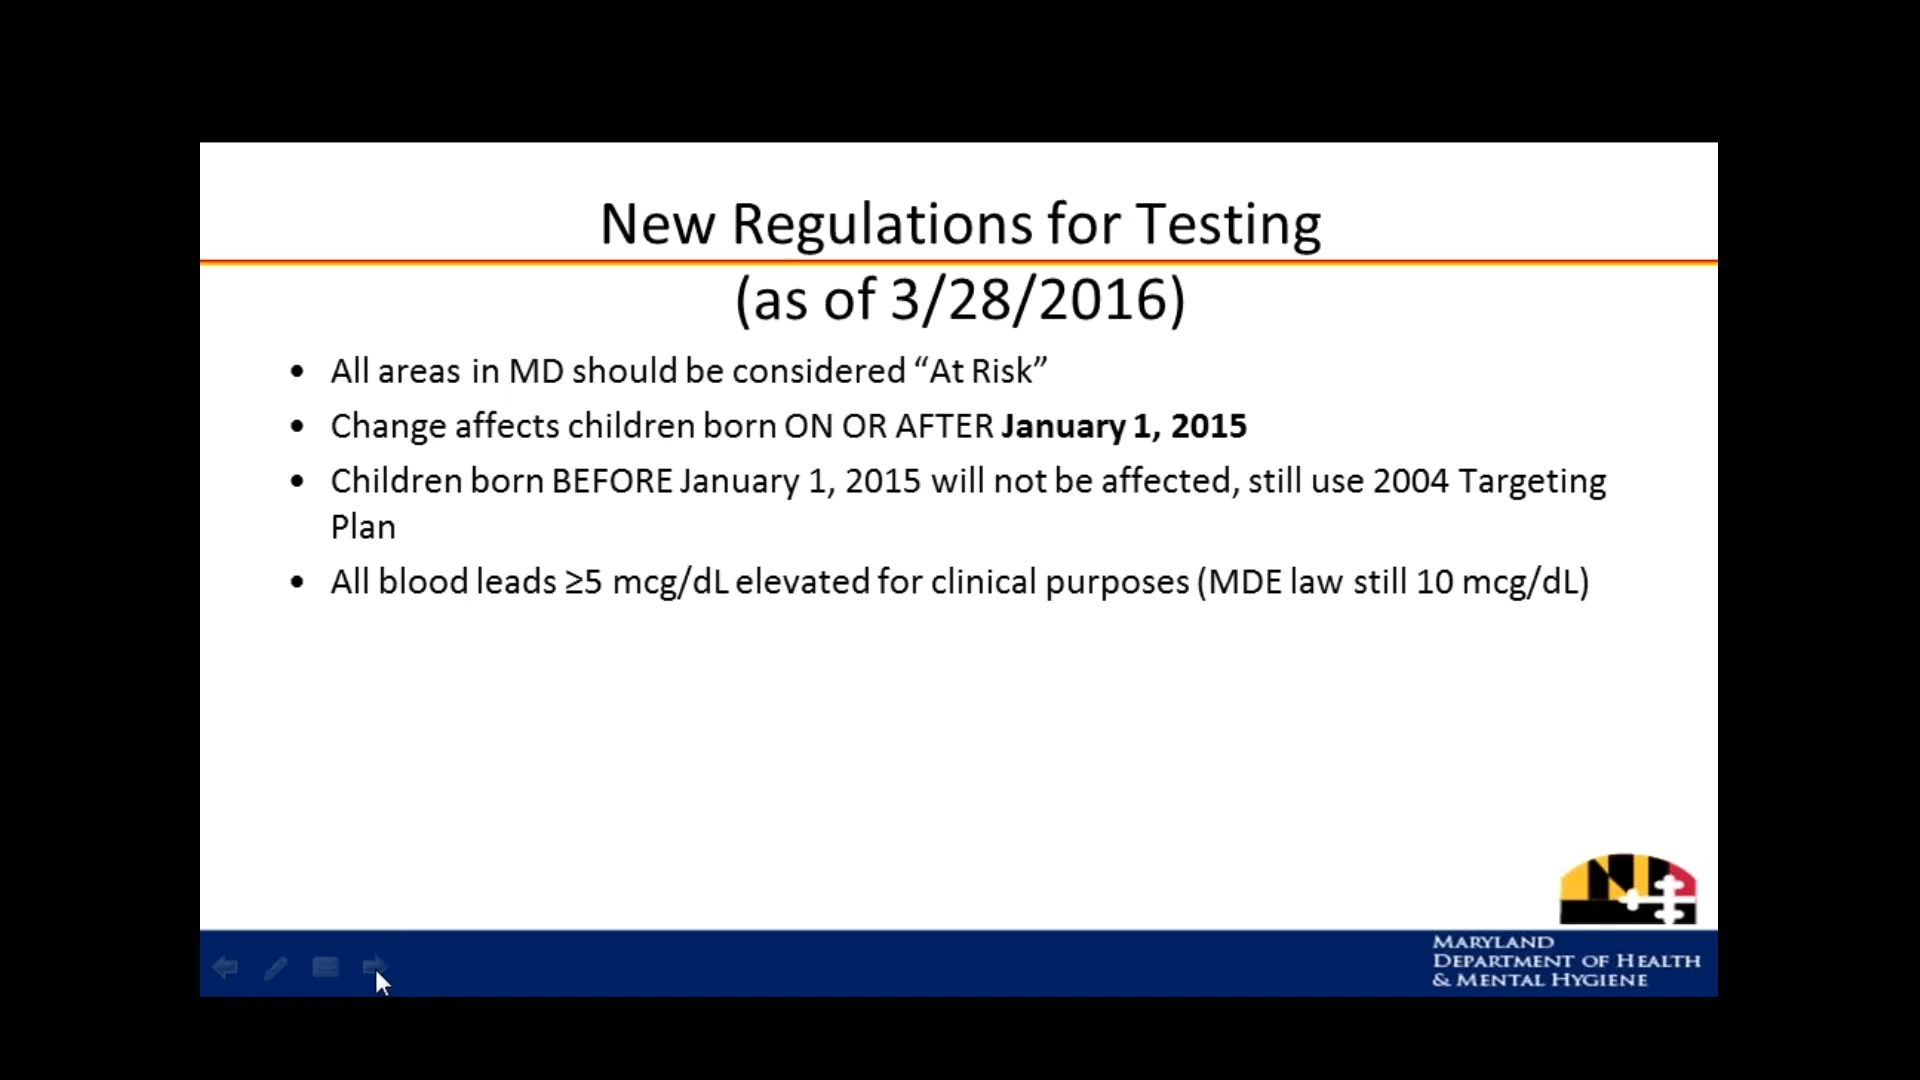 New Regulations for Testing
(as of 3/28/2016)
• All areas in MD should be considered “At Risk”
• Change affects children born ON OR AFTER January 1, 2015
• Children born BEFORE January 1, 2015 will not be affected, still use 2004 Targeting
Plan
• All blood leads ≥5 mcg/dL elevated for clinical purposes (MDE law still 10 mcg/dL)
MARYLAND
DEPARTMENT OF HEALTH
& MENTAL HYGIENE